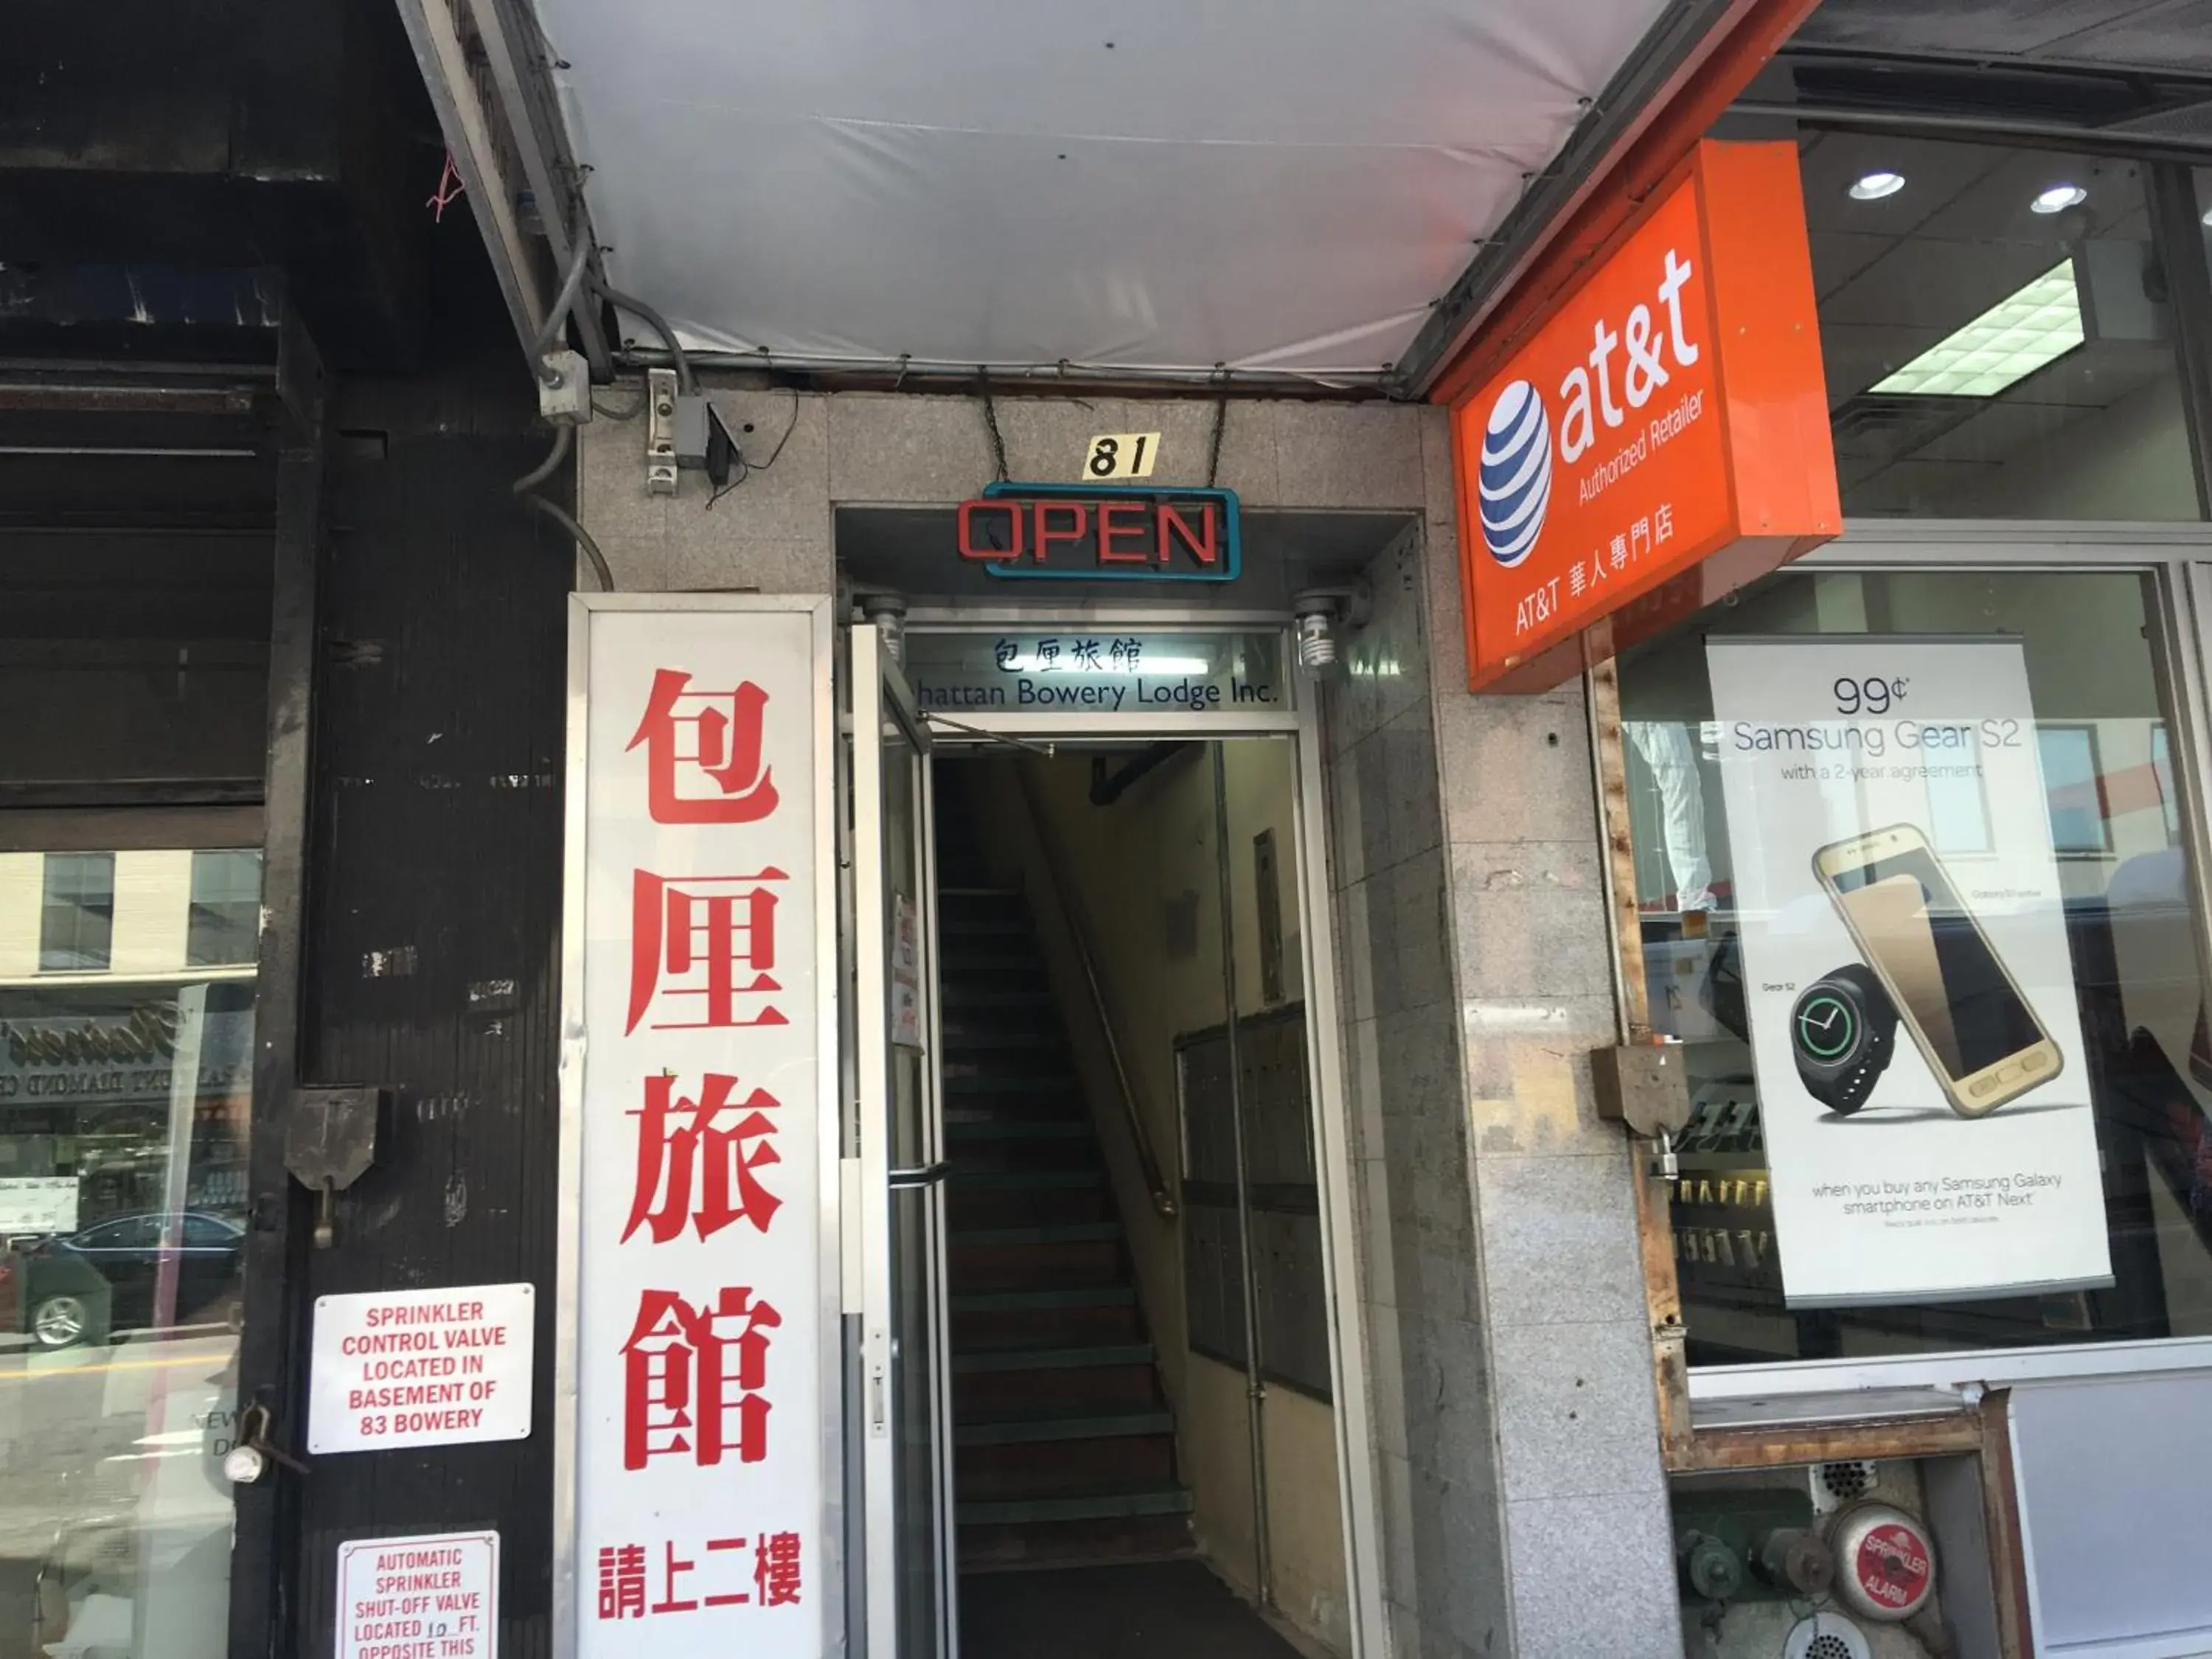 81
OPEN
包厘旅館
hattan Bowery Lodge Inc.
包厘旅館
請上二樓
at&t
Authorized Retailer
AT&T 華人專門店
99¢*
Samsung Gear S2
with a 2-year agreement
Gear S2
when you buy any Samsung Galaxy
smartphone on AT&T Next
SPRINKLER
CONTROL VALVE
LOCATED IN
BASEMENT OF
83 BOWERY
AUTOMATIC
SPRINKLER
SHUT-OFF VALVE
LOCATED 10 FT.
OPPOSITE THIS
SPRINKLER
ALARM